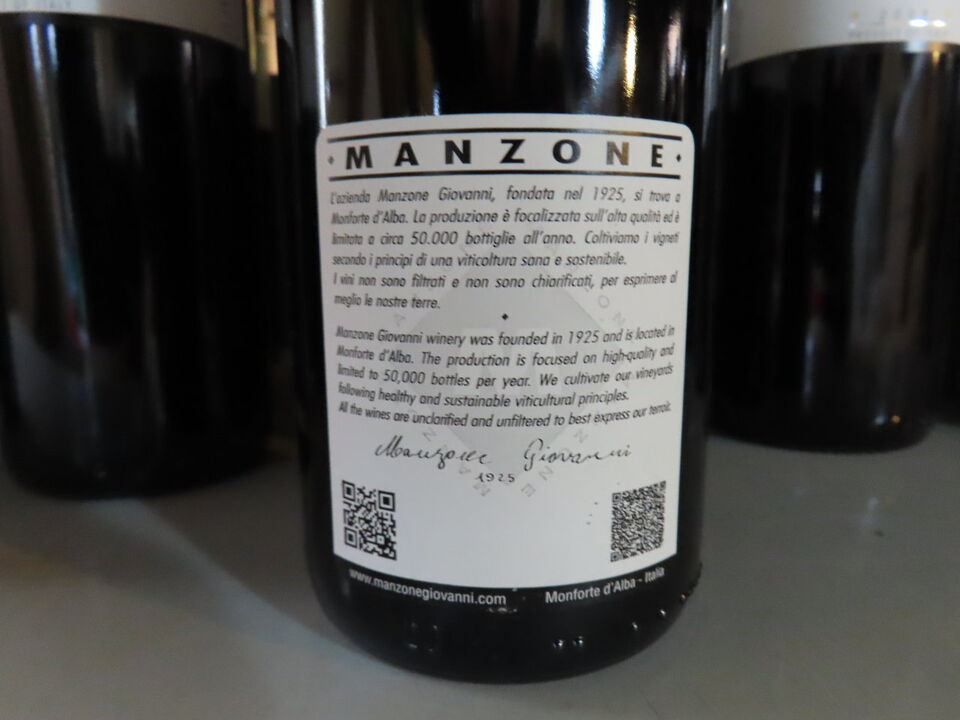 · MANZONE ·
L'azienda Manzone Giovanni, fondata nel 1925, si trova a
Monforte d'Alba. La produzione è focalizzata sull'alta qualità ed è
limitata a circa 50.000 bottiglie all'anno. Coltiviamo i vigneti
secondo i principi di una viticoltura sana e sostenibile.
I vini non sono filtrati e non sono chiarificati, per esprimere al
meglio le nostre terre.
Manzone Giovanni winery was founded in 1925 and is located in
Monforte d'Alba. The production is focused on high-quality and
limited to 50,000 bottles per year. We cultivate our vineyards
following healthy and sustainable viticultural principles.
All the wines are unclarified and unfiltered to best express our terroir.
Manzone Giovanni
1925
www.manzonegiovanni.com Monforte d'Alba - Italia